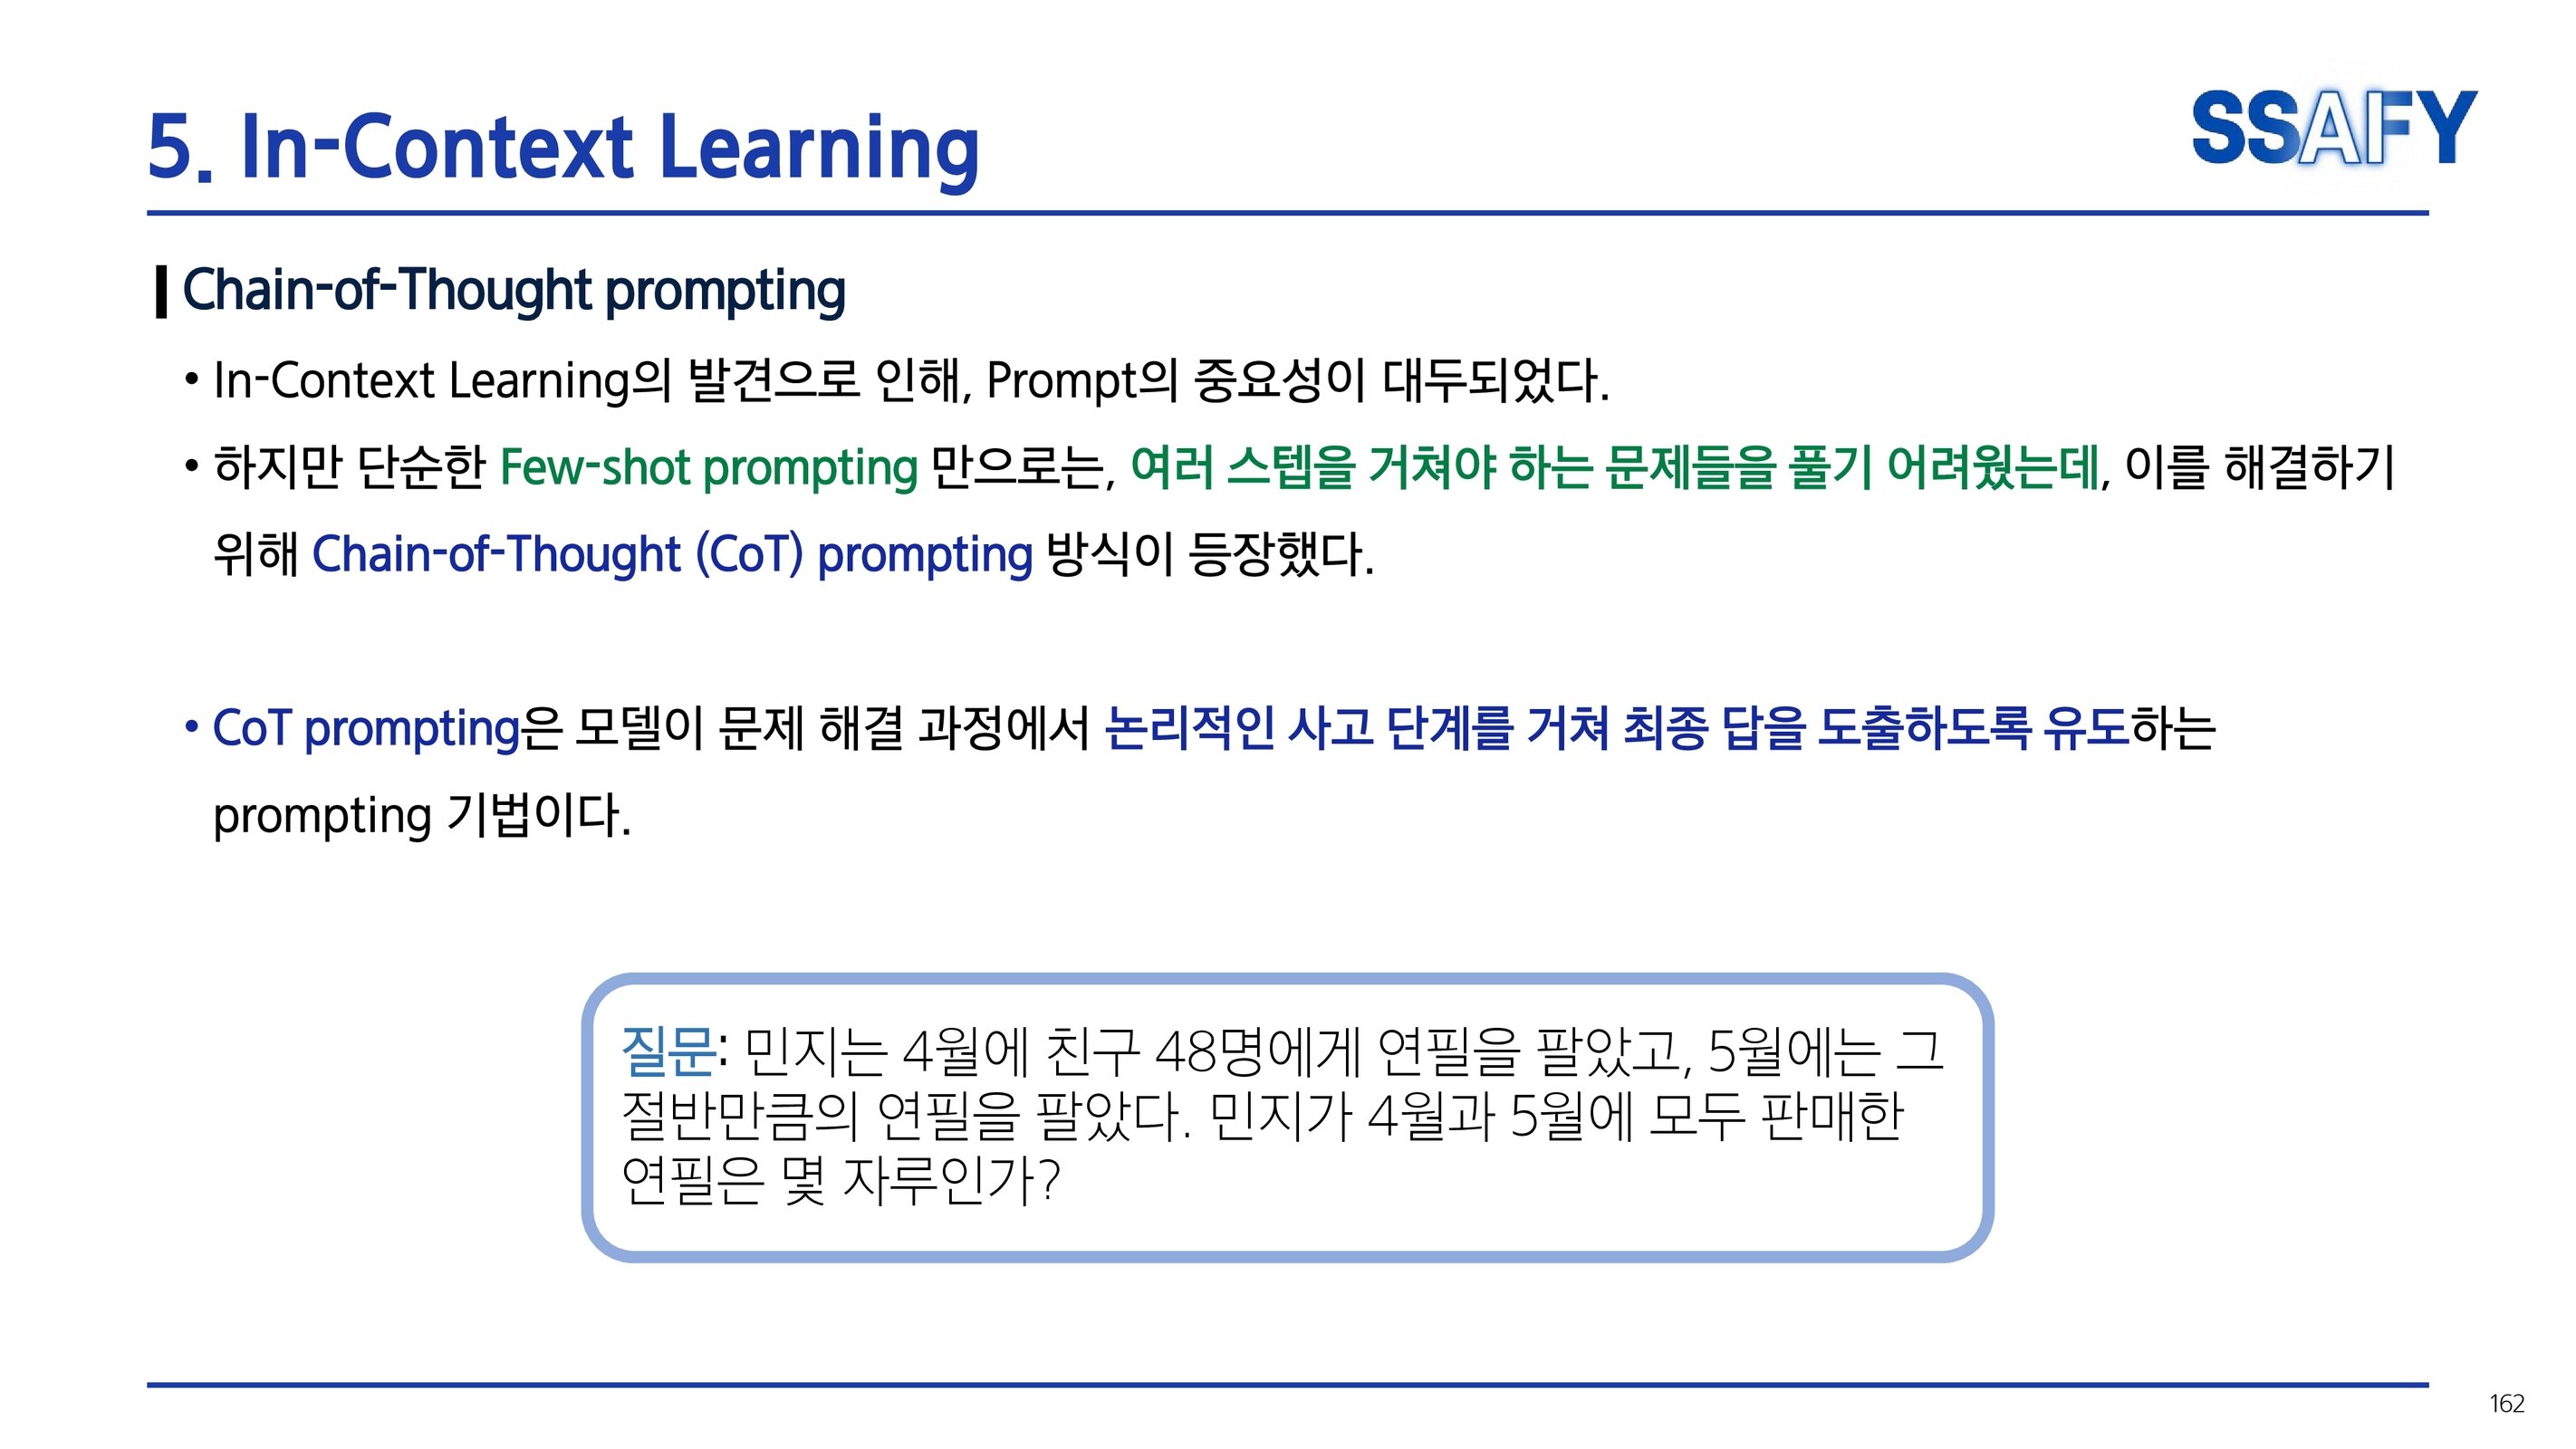 5. In-Context Learning
SSAFY
Chain-of-Thought prompting
• In-Context Learning의 발견으로 인해, Prompt의 중요성이 대두되었다.
• 하지만 단순한 Few-shot prompting 만으로는, 여러 스텝을 거쳐야 하는 문제들을 풀기 어려웠는데, 이를 해결하기
위해 Chain-of-Thought (CoT) prompting 방식이 등장했다.
• CoT prompting은 모델이 문제 해결 과정에서 논리적인 사고 단계를 거쳐 최종 답을 도출하도록 유도하는
prompting 기법이다.
질문: 민지는 4월에 친구 48명에게 연필을 팔았고, 5월에는 그
절반만큼의 연필을 팔았다. 민지가 4월과 5월에 모두 판매한
연필은 몇 자루인가?
162